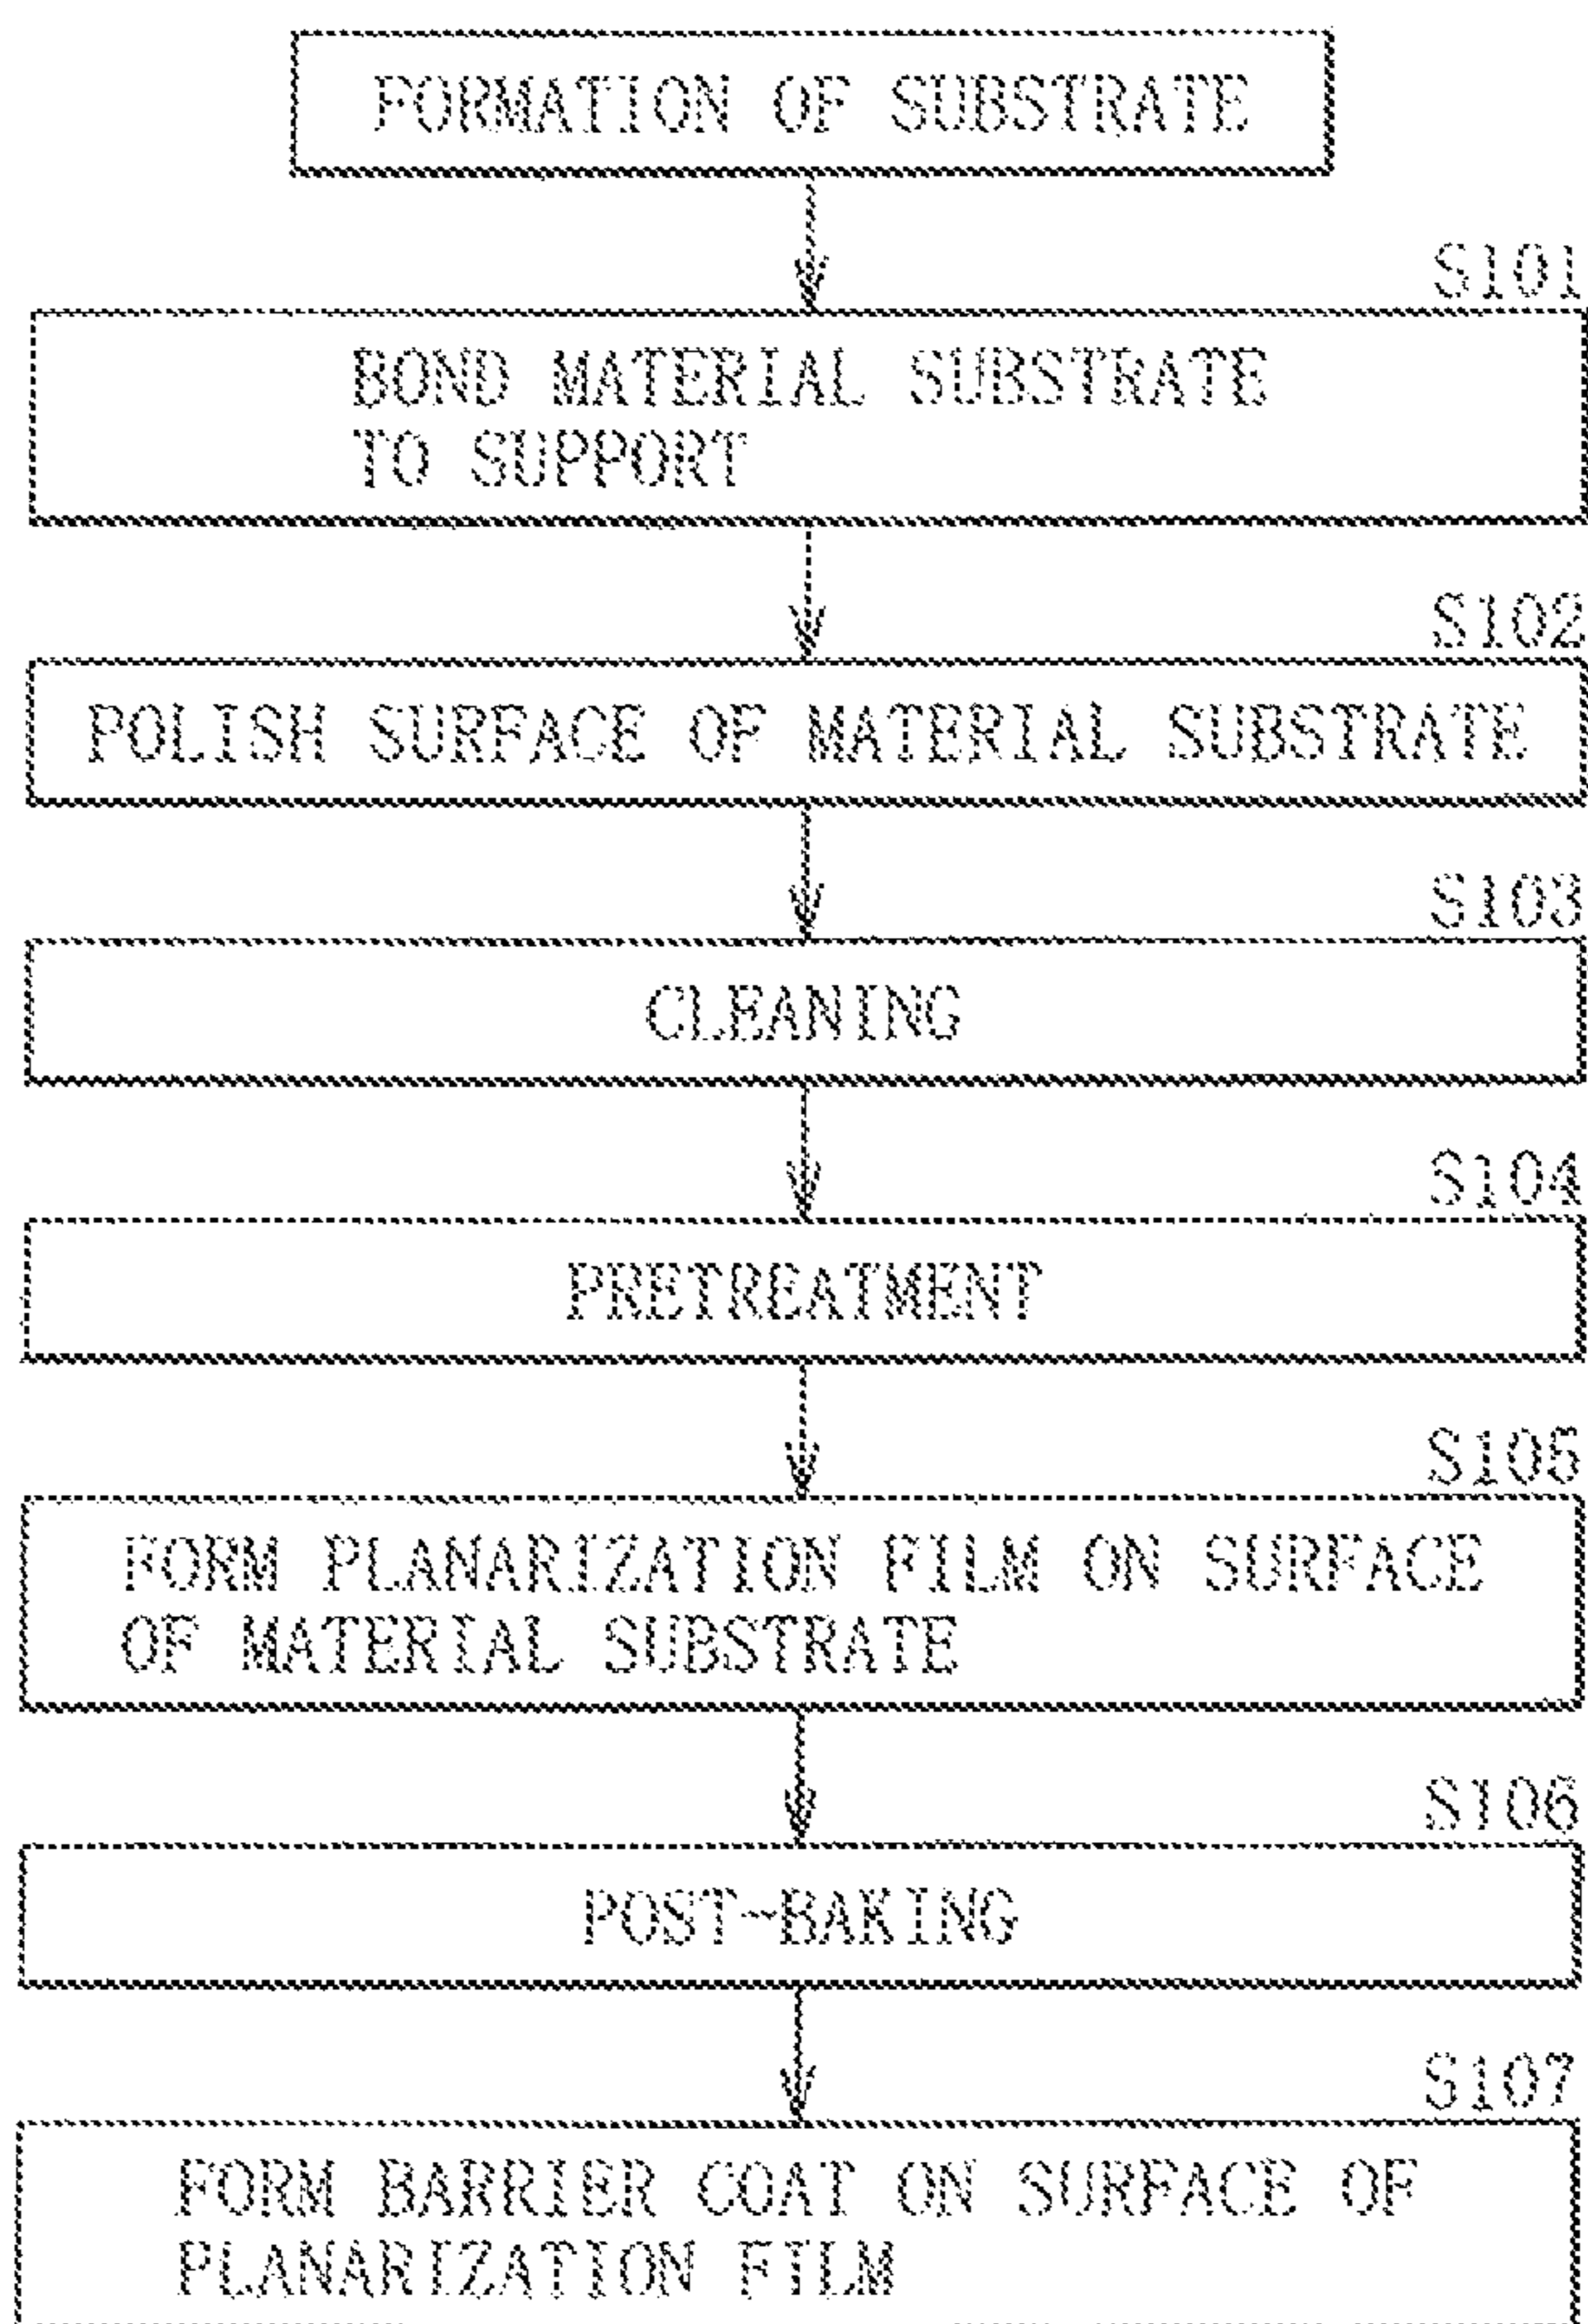 FORMATION OF SUBSTRATE
S101
BOND MATERIAL SUBSTRATE
TO SUPPORT
S102
POLISH SURFACE OF MATERIAL SUBSTRATE
S103
CLEANING
S104
PRETREATMENT
S105
FORM PLANARIZATION FILM ON SURFACE
OF MATERIAL SUBSTRATE
S106
POST-BAKING
S107
FORM BARRIER COAT ON SURFACE OF
PLANARIZATION FILM